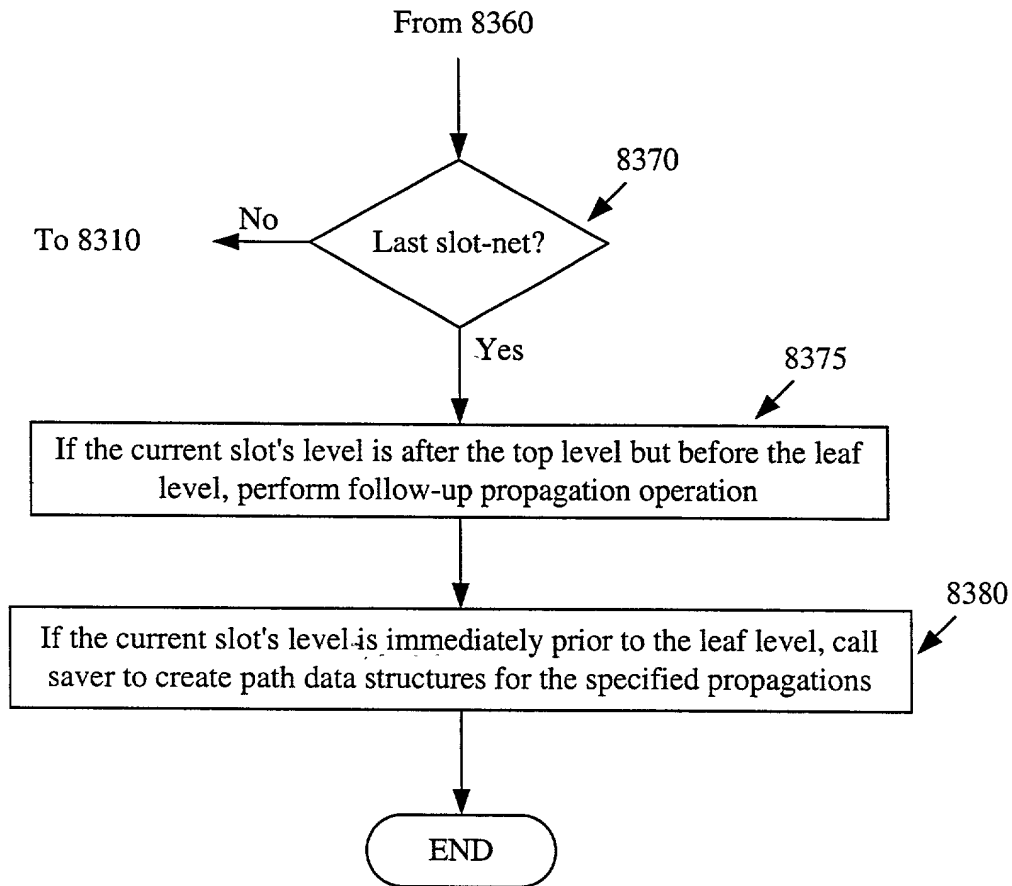 From 8360
8370
No
To 8310
Last slot-net?
Yes
8375
If the current slot's level is after the top level but before the leaf
level, perform follow-up propagation operation
8380
If the current slot's level is immediately prior to the leaf level, call
saver to create path data structures for the specified propagations
END